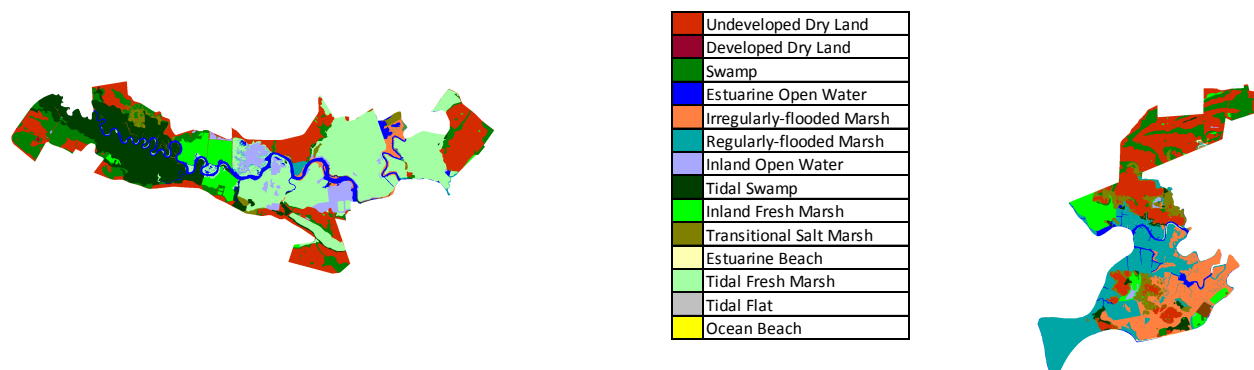 Undeveloped Dry Land
Developed Dry Land
Swamp
Estuarine Open Water
Irregularly-flooded Marsh
Regularly-flooded Marsh
Inland Open Water
Tidal Swamp
Inland Fresh Marsh
Transitional Salt Marsh
Estuarine Beach
Tidal Fresh Marsh
Tidal Flat
Ocean Beach